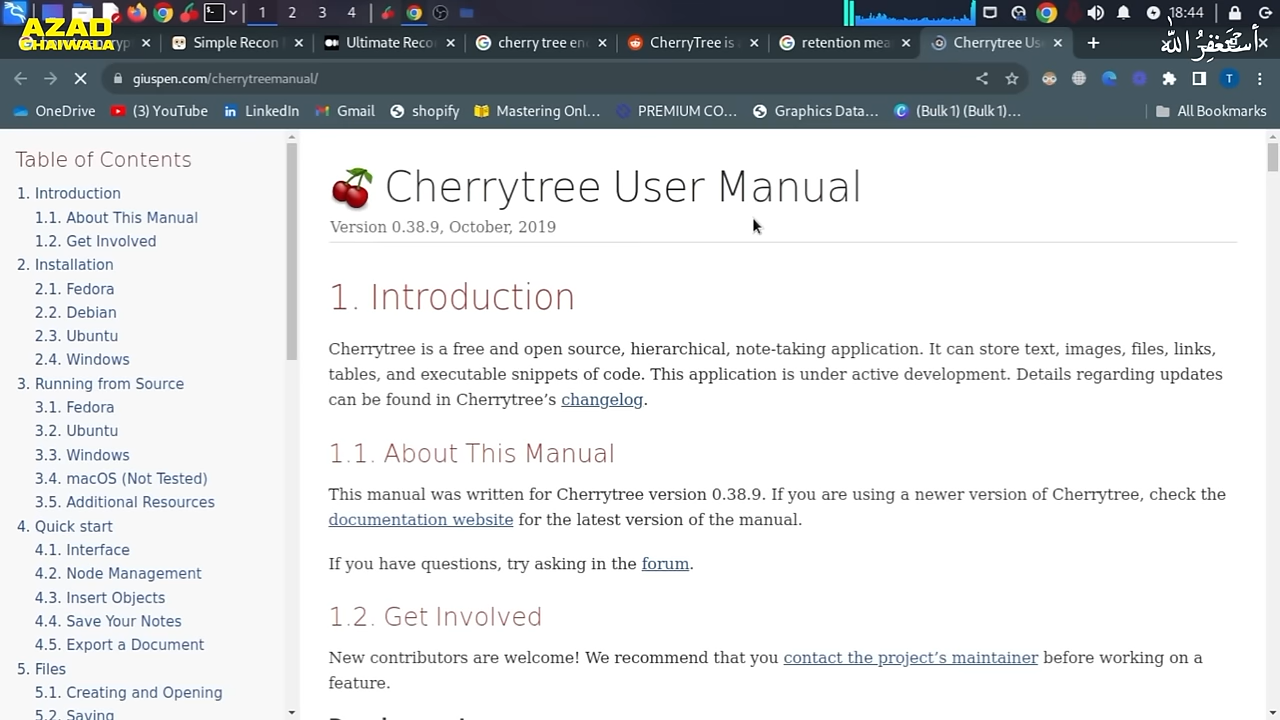 1
2
3
4
18:44
AZAD
CHAIWALA
Simple Recon
Ultimate Reco
cherry tree en
CherryTree is a
retention mea
Cherrytree Us
أستغفر الله
giuspen.com/cherrytreemanual/
T
OneDrive
(3) YouTube
LinkedIn
Gmail
shopify
Mastering Onl...
PREMIUM CO...
Graphics Data...
(Bulk 1) (Bulk 1)...
All Bookmarks
Table of Contents
1. Introduction
1.1. About This Manual
1.2. Get Involved
2. Installation
2.1. Fedora
2.2. Debian
2.3. Ubuntu
2.4. Windows
3. Running from Source
3.1. Fedora
3.2. Ubuntu
3.3. Windows
3.4. macOS (Not Tested)
3.5. Additional Resources
4. Quick start
4.1. Interface
4.2. Node Management
4.3. Insert Objects
4.4. Save Your Notes
4.5. Export a Document
5. Files
5.1. Creating and Opening
5.2. Saving
Cherrytree User Manual
Version 0.38.9, October, 2019
1. Introduction
Cherrytree is a free and open source, hierarchical, note-taking application. It can store text, images, files, links,
tables, and executable snippets of code. This application is under active development. Details regarding updates
can be found in Cherrytree's changelog.
1.1. About This Manual
This manual was written for Cherrytree version 0.38.9. If you are using a newer version of Cherrytree, check the
documentation website for the latest version of the manual.
If you have questions, try asking in the forum.
1.2. Get Involved
New contributors are welcome! We recommend that you contact the project's maintainer before working on a
feature.